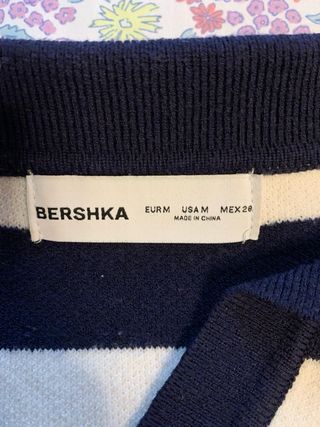 BERSHKA EUR M USA M MEX 28
MADE IN CHINA